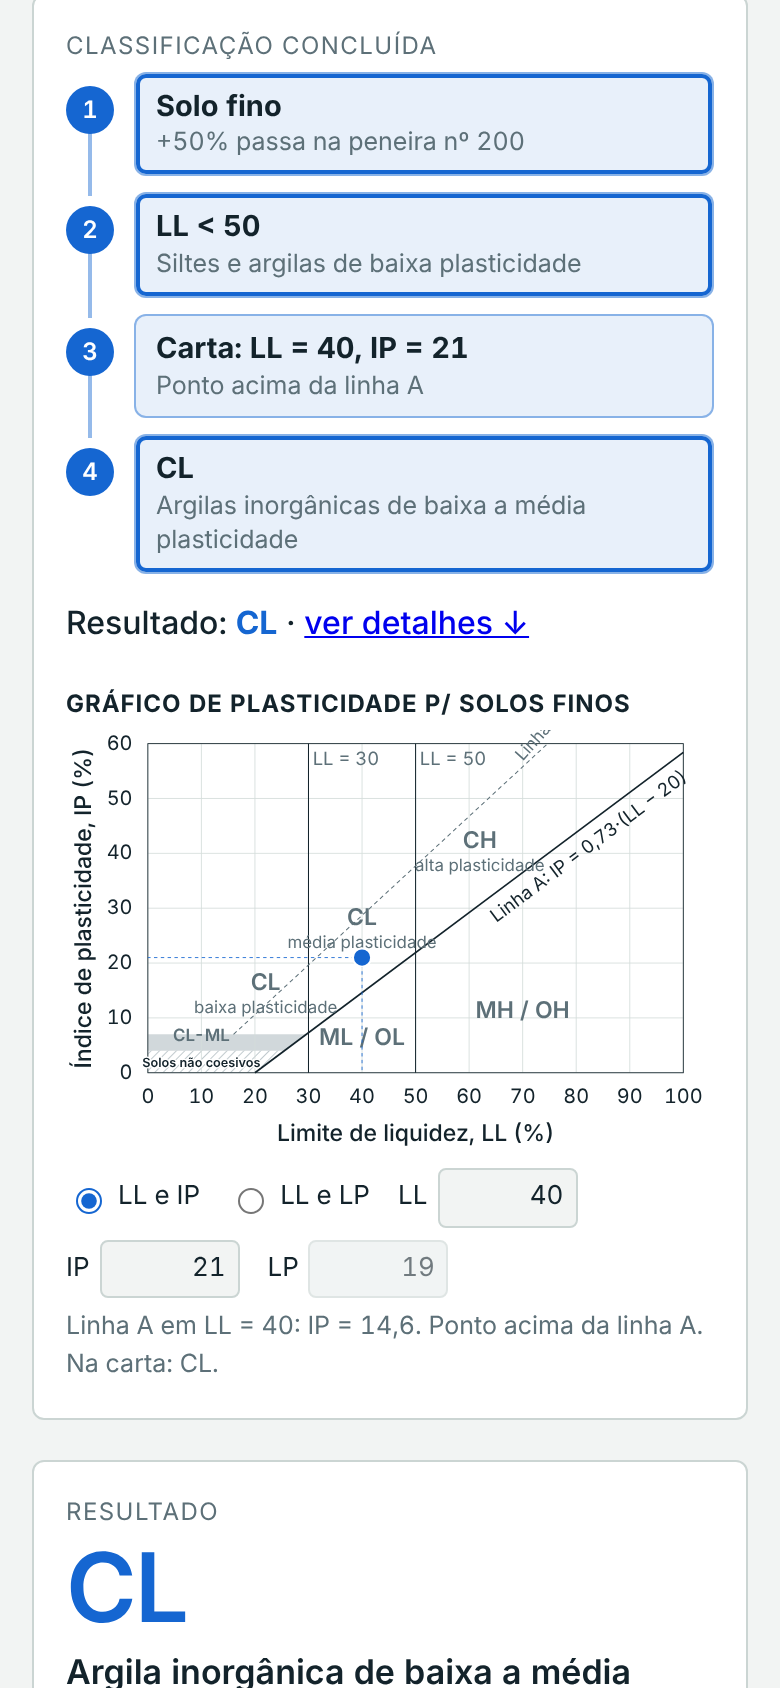 CLASSIFICAÇÃO CONCLUÍDA
1
Solo fino
+50% passa na peneira nº 200
2
LL < 50
Siltes e argilas de baixa plasticidade
3
Carta: LL = 40, IP = 21
Ponto acima da linha A
4
CL
Argilas inorgânicas de baixa a média
plasticidade
Resultado: CL · ver detalhes ↓
GRÁFICO DE PLASTICIDADE P/ SOLOS FINOS
Índice de plasticidade, IP (%)
60
50
40
30
20
10
0
LL = 30
LL = 50
Linha
CH
alta plasticidade
Linha A: IP = 0,73·(LL − 20)
CL
média plasticidade
CL
baixa plasticidade
CL-ML
ML / OL
MH / OH
Solos não coesivos
0 10 20 30 40 50 60 70 80 90 100
Limite de liquidez, LL (%)
LL e IP LL e LP LL 40
IP 21 LP 19
Linha A em LL = 40: IP = 14,6. Ponto acima da linha A.
Na carta: CL.
RESULTADO
CL
Argila inorgânica de baixa a média